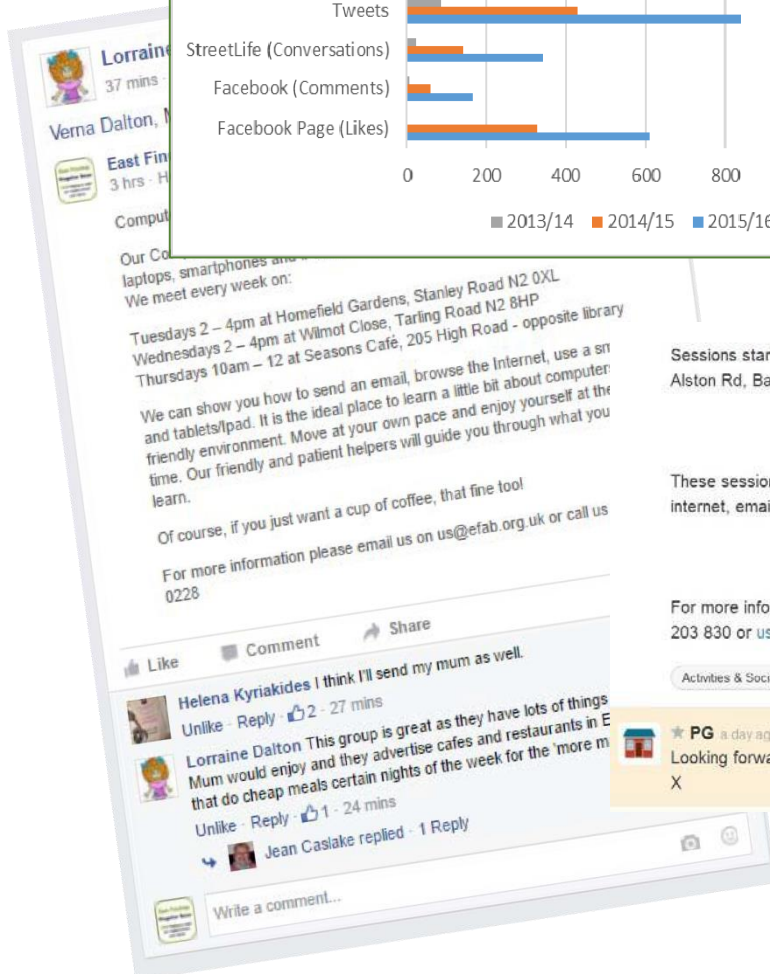 Tweets
StreetLife (Conversations)
Facebook (Comments)
Facebook Page (Likes)
0 200 400 600 800
2013/14 2014/15 2015/16
Lorraine
37 mins ·
Verna Dalton,
East Fin
3 hrs · H
Comput
Our Co
laptops, smartphones and
We meet every week on:
Tuesdays 2 – 4pm at Homefield Gardens, Stanley Road N2 0XL
Wednesdays 2 – 4pm at Wilmot Close, Tarling Road N2 8HP
Thursdays 10am – 12 at Seasons Café, 205 High Road - opposite library
We can show you how to send an email, browse the Internet, use a sm
and tablets/Ipad. It is the ideal place to learn a little bit about computer
friendly environment. Move at your own pace and enjoy yourself at the
time. Our friendly and patient helpers will guide you through what you
learn.
Of course, if you just want a cup of coffee, that fine too!
For more information please email us on us@efab.org.uk or call us
0228
Like Comment Share
Helena Kyriakides I think I'll send my mum as well.
Unlike · Reply · 2 · 27 mins
Lorraine Dalton This group is great as they have lots of things
Mum would enjoy and they advertise cafes and restaurants in E
that do cheap meals certain nights of the week for the 'more m
Unlike · Reply · 1 · 24 mins
Jean Caslake replied · 1 Reply
Write a comment...
Sessions star
Alston Rd, Ba
These session
internet, emai
For more info
203 830 or us
Activities & Soci
PG a day ag
Looking forwa
X